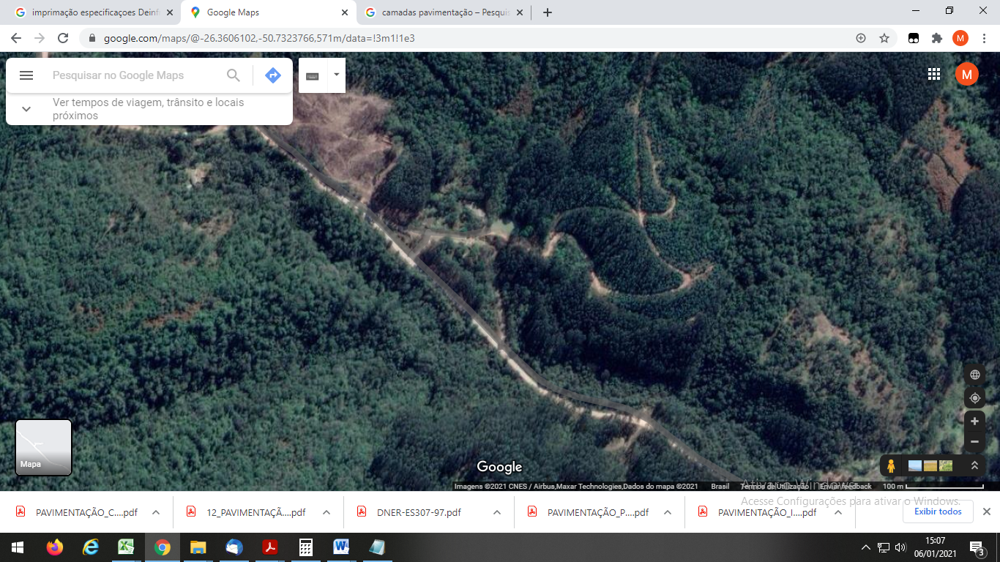 imprimação especificaçoes Deinf
Google Maps
camadas pavimentação – Pesquis
google.com/maps/@-26.3606102,-50.7323766,571m/data=!3m1!1e3
M
Pesquisar no Google Maps
M
Ver tempos de viagem, trânsito e locais
próximos
Mapa
Google
Imagens ©2021 CNES / Airbus,Maxar Technologies,Dados do mapa ©2021 Brasil Termos de Utilização Enviar feedback 100 m
Ativar o Windows
Acesse Configurações para ativar o Windows.
PAVIMENTAÇÃO_C....pdf
12_PAVIMENTAÇÃ....pdf
DNER-ES307-97.pdf
PAVIMENTAÇÃO_P....pdf
PAVIMENTAÇÃO_I....pdf
Exibir todos
15:07
06/01/2021
3